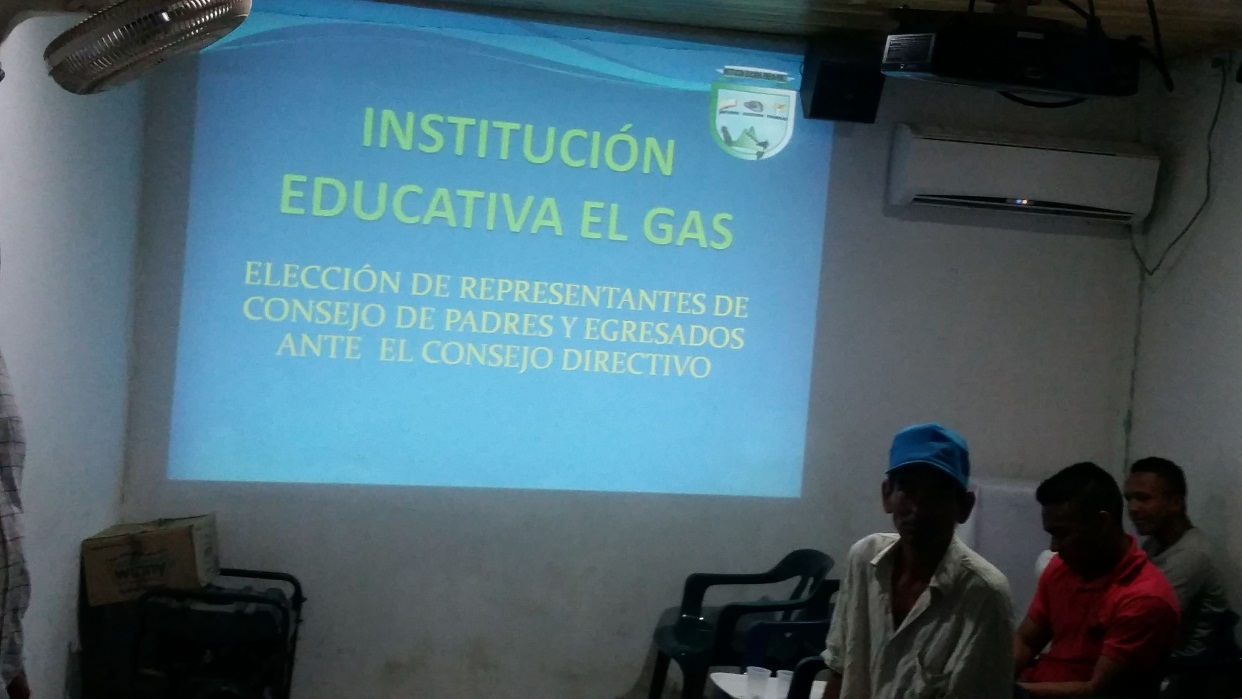 INSTITUCIÓN
EDUCATIVA EL GAS
ELECCIÓN DE REPRESENTANTES DE
CONSEJO DE PADRES Y EGRESADOS
ANTE EL CONSEJO DIRECTIVO